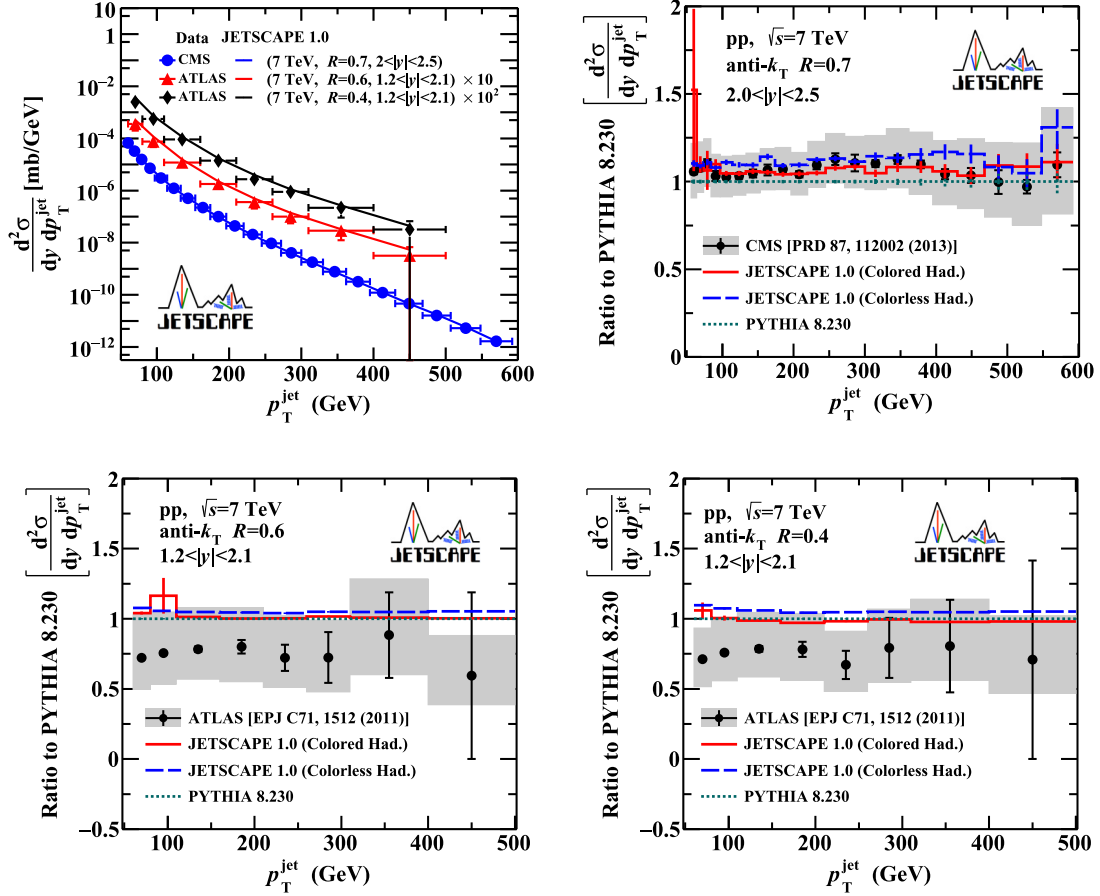 Data JETSCAPE 1.0
CMS (7 TeV, R=0.7, 2<|y|<2.5)
ATLAS (7 TeV, R=0.6, 1.2<|y|<2.1) × 10
ATLAS (7 TeV, R=0.4, 1.2<|y|<2.1) × 10²
d²σ / dy dp_T^jet [mb/GeV]
10
10⁻²
10⁻⁴
10⁻⁶
10⁻⁸
10⁻¹⁰
10⁻¹²
JETSCAPE
100 200 300 400 500 600
p_T^jet (GeV)
Ratio to PYTHIA 8.230 [d²σ / dy dp_T^jet]
2
1.5
1
0.5
0
pp, √s=7 TeV
anti-k_T R=0.7
2.0<|y|<2.5
JETSCAPE
CMS [PRD 87, 112002 (2013)]
JETSCAPE 1.0 (Colored Had.)
JETSCAPE 1.0 (Colorless Had.)
PYTHIA 8.230
100 200 300 400 500 600
p_T^jet (GeV)
Ratio to PYTHIA 8.230 [d²σ / dy dp_T^jet]
2
1.5
1
0.5
0
−0.5
pp, √s=7 TeV
anti-k_T R=0.6
1.2<|y|<2.1
JETSCAPE
ATLAS [EPJ C71, 1512 (2011)]
JETSCAPE 1.0 (Colored Had.)
JETSCAPE 1.0 (Colorless Had.)
PYTHIA 8.230
100 200 300 400 500
p_T^jet (GeV)
Ratio to PYTHIA 8.230 [d²σ / dy dp_T^jet]
2
1.5
1
0.5
0
−0.5
pp, √s=7 TeV
anti-k_T R=0.4
1.2<|y|<2.1
JETSCAPE
ATLAS [EPJ C71, 1512 (2011)]
JETSCAPE 1.0 (Colored Had.)
JETSCAPE 1.0 (Colorless Had.)
PYTHIA 8.230
100 200 300 400 500
p_T^jet (GeV)